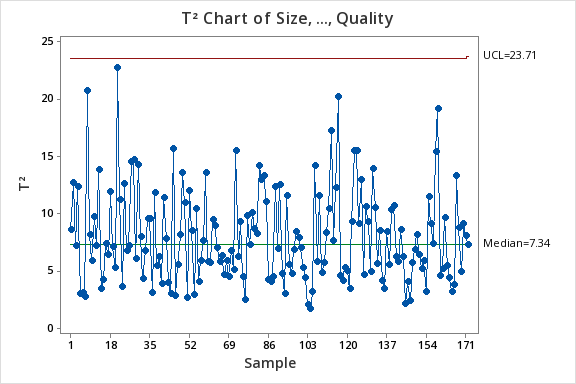 T² Chart of Size, ..., Quality
25
20
15
10
5
0
T²
UCL=23.71
Median=7.34
1 18 35 52 69 86 103 120 137 154 171
Sample